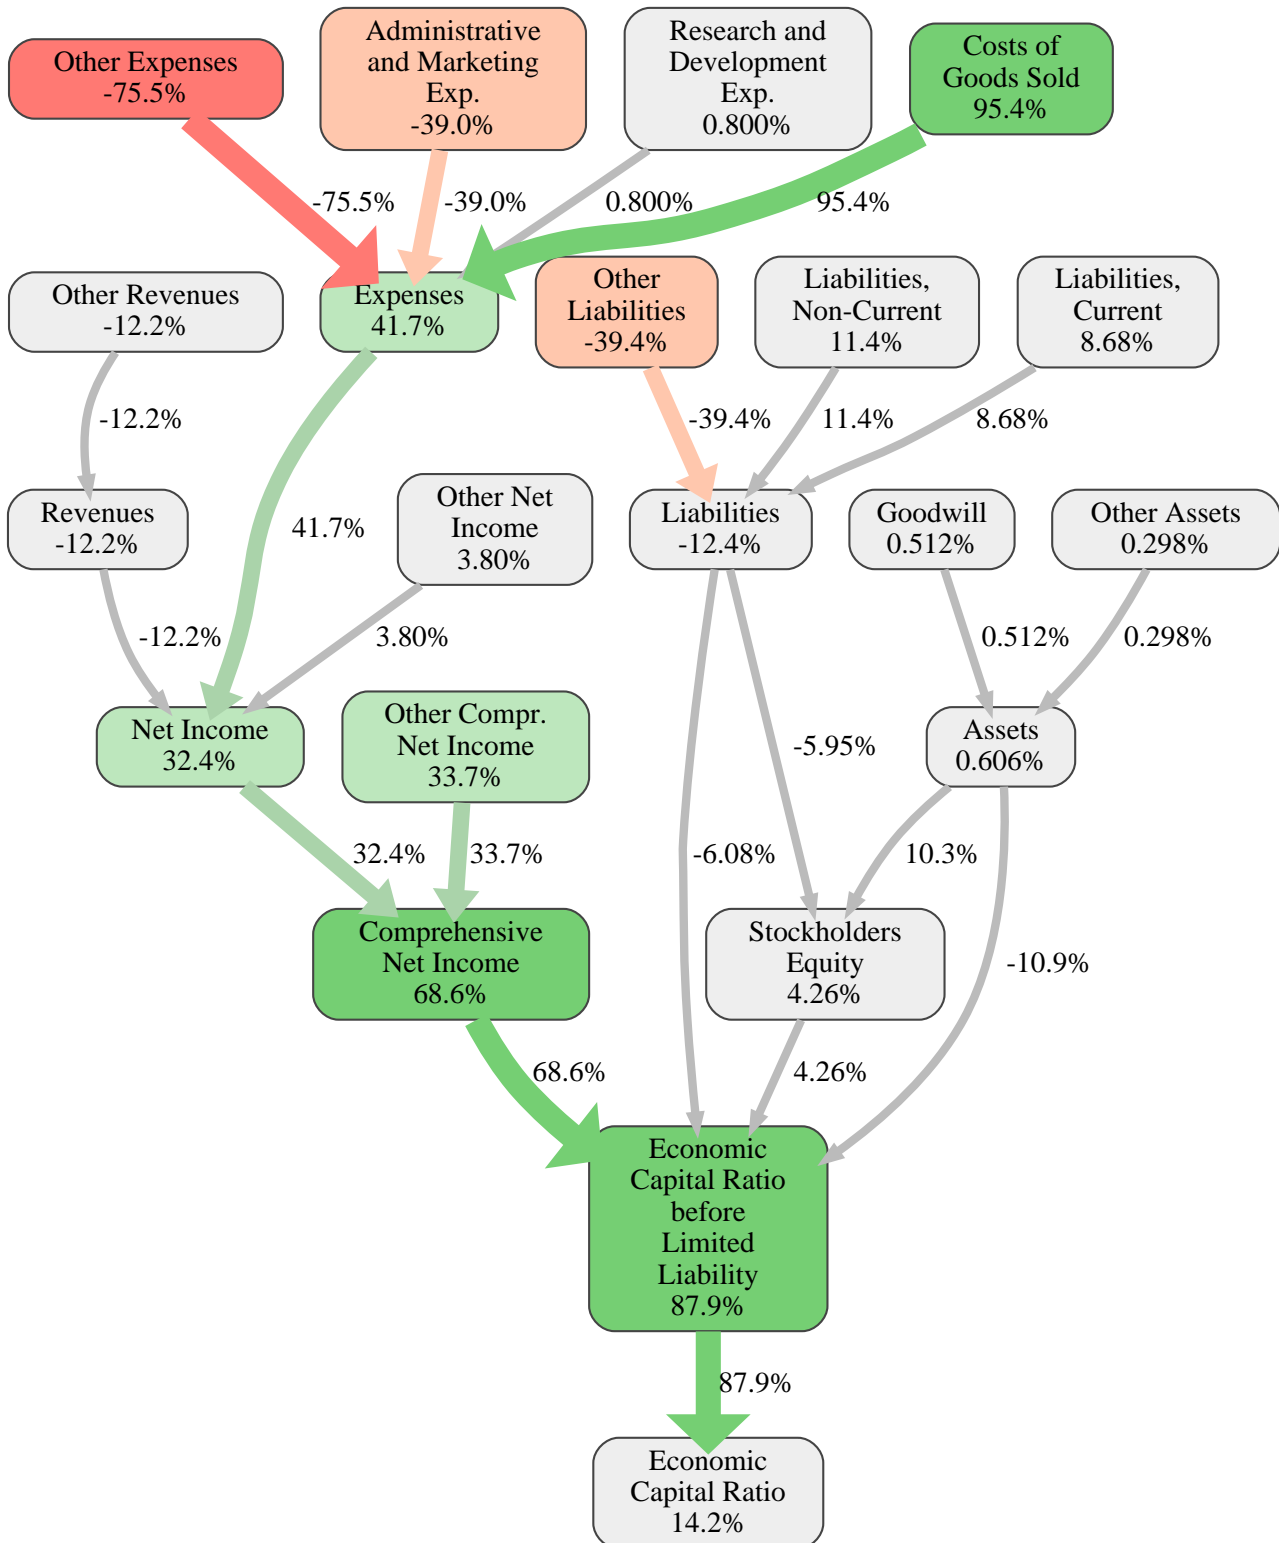 Other Expenses
-75.5%
Administrative
and Marketing
Exp.
-39.0%
Research and
Development
Exp.
0.800%
Costs of
Goods Sold
95.4%
-75.5%
-39.0%
0.800%
95.4%
Other Revenues
-12.2%
Expenses
41.7%
Other
Liabilities
-39.4%
Liabilities,
Non-Current
11.4%
Liabilities,
Current
8.68%
-12.2%
-39.4%
11.4%
8.68%
Revenues
-12.2%
41.7%
Other Net
Income
3.80%
Liabilities
-12.4%
Goodwill
0.512%
Other Assets
0.298%
-12.2%
3.80%
0.512%
0.298%
Net Income
32.4%
Other Compr.
Net Income
33.7%
-5.95%
Assets
0.606%
32.4%
33.7%
-6.08%
10.3%
Comprehensive
Net Income
68.6%
Stockholders
Equity
4.26%
-10.9%
68.6%
4.26%
Economic
Capital Ratio
before
Limited
Liability
87.9%
87.9%
Economic
Capital Ratio
14.2%